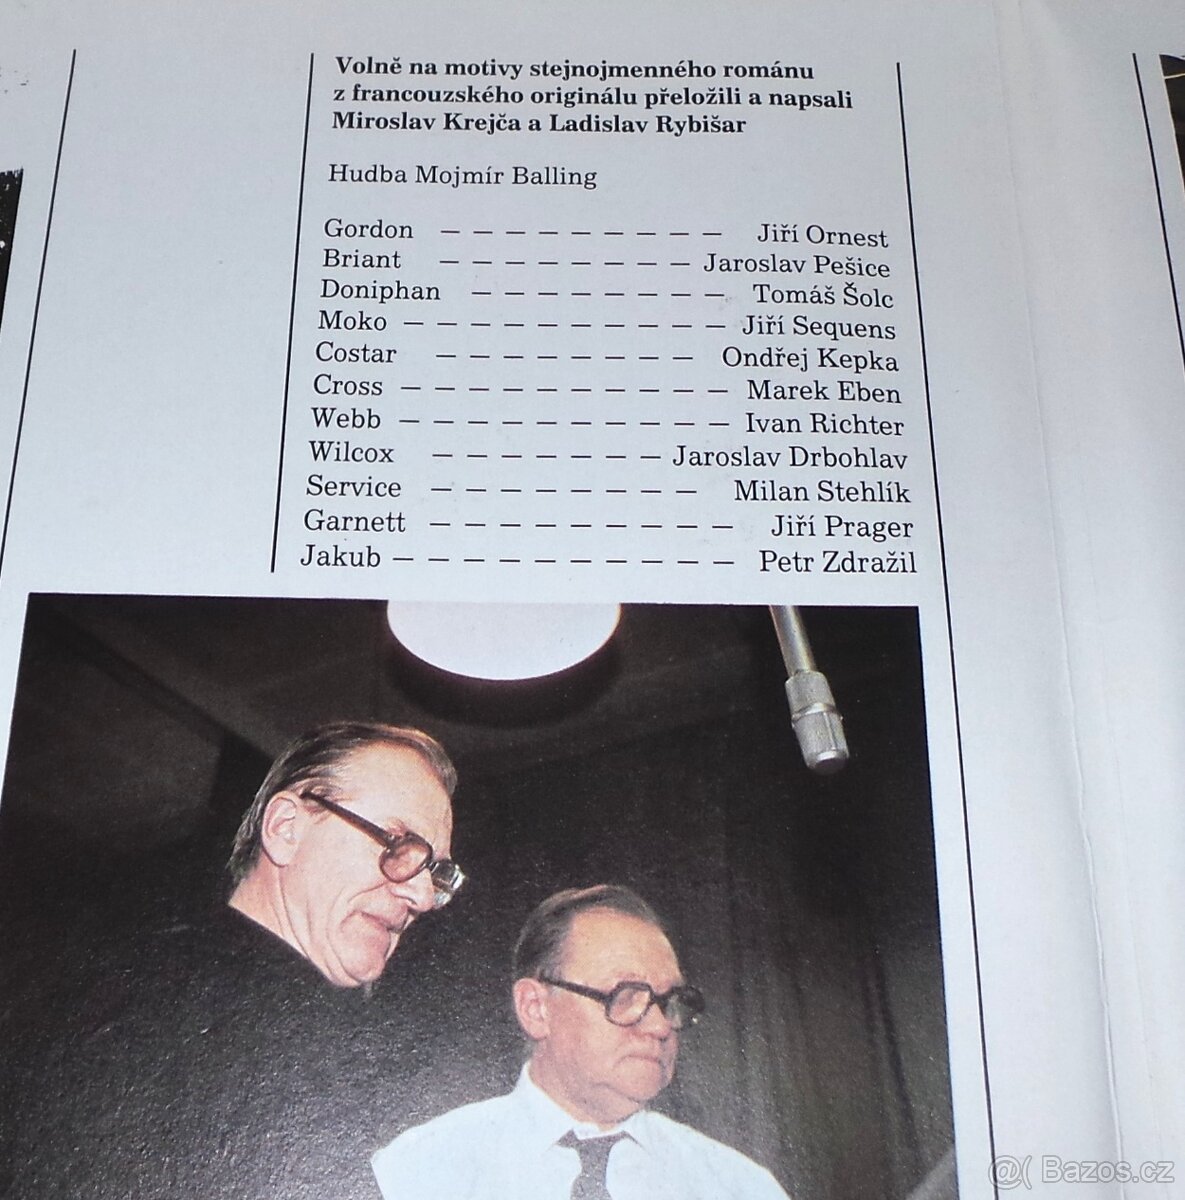 Volně na motivy stejnojmenného románu
z francouzského originálu přeložili a napsali
Miroslav Krejča a Ladislav Rybišar
Hudba Mojmír Balling
Gordon — — — — — — — — — — Jiří Ornest
Briant — — — — — — — — — Jaroslav Pešice
Doniphan — — — — — — — — — Tomáš Šolc
Moko — — — — — — — — — — — Jiří Sequens
Costar — — — — — — — — — Ondřej Kepka
Cross — — — — — — — — — — — Marek Eben
Webb — — — — — — — — — — — Ivan Richter
Wilcox — — — — — — — — Jaroslav Drbohlav
Service — — — — — — — — — Milan Stehlík
Garnett — — — — — — — — — — Jiří Prager
Jakub — — — — — — — — — — — Petr Zdražil
@( Bazos.cz